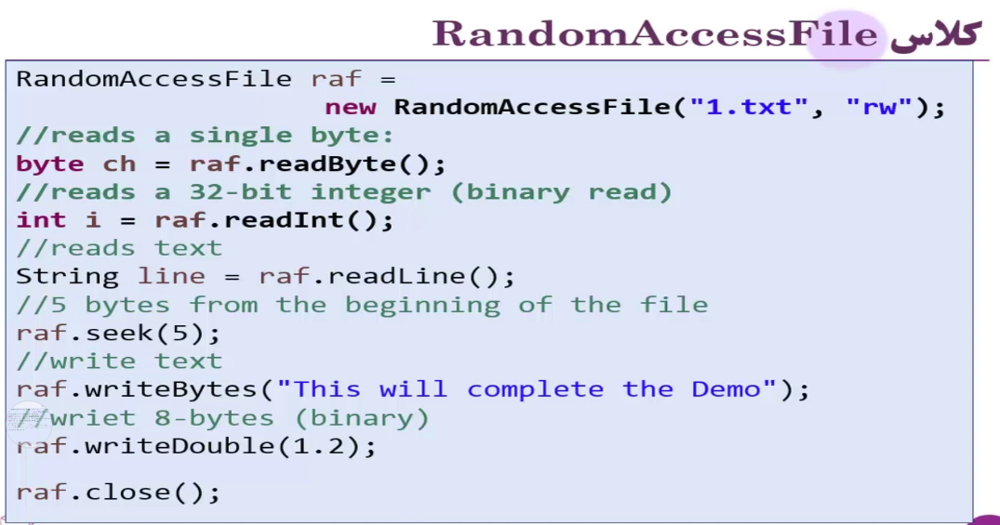 کلاس RandomAccessFile
RandomAccessFile raf =
new RandomAccessFile("1.txt", "rw");
//reads a single byte:
byte ch = raf.readByte();
//reads a 32-bit integer (binary read)
int i = raf.readInt();
//reads text
String line = raf.readLine();
//5 bytes from the beginning of the file
raf.seek(5);
//write text
raf.writeBytes("This will complete the Demo");
//wriet 8-bytes (binary)
raf.writeDouble(1.2);
raf.close();